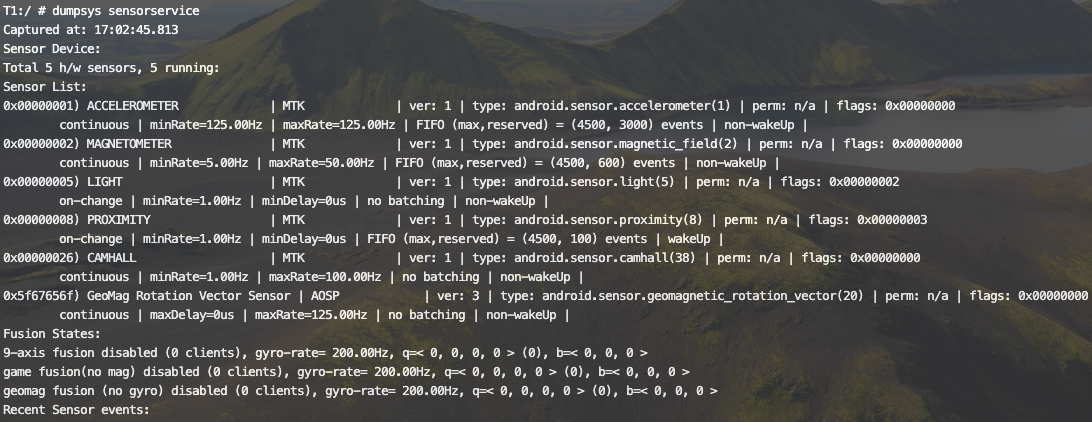 T1:/ # dumpsys sensorservice
Captured at: 17:02:45.813
Sensor Device:
Total 5 h/w sensors, 5 running:
Sensor List:
0x00000001) ACCELEROMETER | MTK | ver: 1 | type: android.sensor.accelerometer(1) | perm: n/a | flags: 0x00000000
continuous | minRate=125.00Hz | maxRate=125.00Hz | FIFO (max,reserved) = (4500, 3000) events | non-wakeUp |
0x00000002) MAGNETOMETER | MTK | ver: 1 | type: android.sensor.magnetic_field(2) | perm: n/a | flags: 0x00000000
continuous | minRate=5.00Hz | maxRate=50.00Hz | FIFO (max,reserved) = (4500, 600) events | non-wakeUp |
0x00000005) LIGHT | MTK | ver: 1 | type: android.sensor.light(5) | perm: n/a | flags: 0x00000002
on-change | minRate=1.00Hz | minDelay=0us | no batching | non-wakeUp |
0x00000008) PROXIMITY | MTK | ver: 1 | type: android.sensor.proximity(8) | perm: n/a | flags: 0x00000003
on-change | minRate=1.00Hz | minDelay=0us | FIFO (max,reserved) = (4500, 100) events | wakeUp |
0x00000026) CAMHALL | MTK | ver: 1 | type: android.sensor.camhall(38) | perm: n/a | flags: 0x00000000
continuous | minRate=1.00Hz | maxRate=100.00Hz | no batching | non-wakeUp |
0x5f67656f) GeoMag Rotation Vector Sensor | AOSP | ver: 3 | type: android.sensor.geomagnetic_rotation_vector(20) | perm: n/a | flags: 0x00000000
continuous | maxDelay=0us | maxRate=125.00Hz | no batching | non-wakeUp |
Fusion States:
9-axis fusion disabled (0 clients), gyro-rate= 200.00Hz, q=< 0, 0, 0, 0 > (0), b=< 0, 0, 0 >
game fusion(no mag) disabled (0 clients), gyro-rate= 200.00Hz, q=< 0, 0, 0, 0 > (0), b=< 0, 0, 0 >
geomag fusion (no gyro) disabled (0 clients), gyro-rate= 200.00Hz, q=< 0, 0, 0, 0 > (0), b=< 0, 0, 0 >
Recent Sensor events: